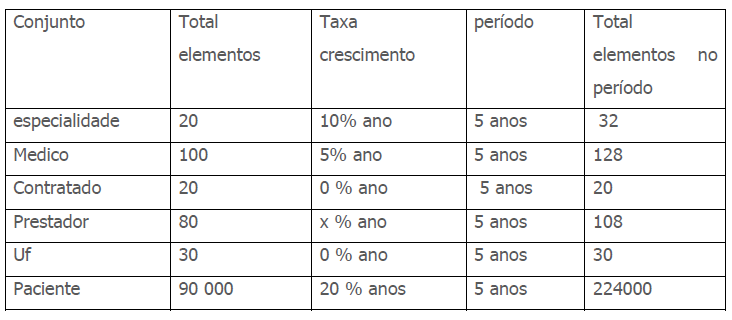 Conjunto Total elementos Taxa crescimento período Total elementos no período
especialidade 20 10% ano 5 anos 32
Medico 100 5% ano 5 anos 128
Contratado 20 0 % ano 5 anos 20
Prestador 80 x % ano 5 anos 108
Uf 30 0 % ano 5 anos 30
Paciente 90 000 20 % anos 5 anos 224000